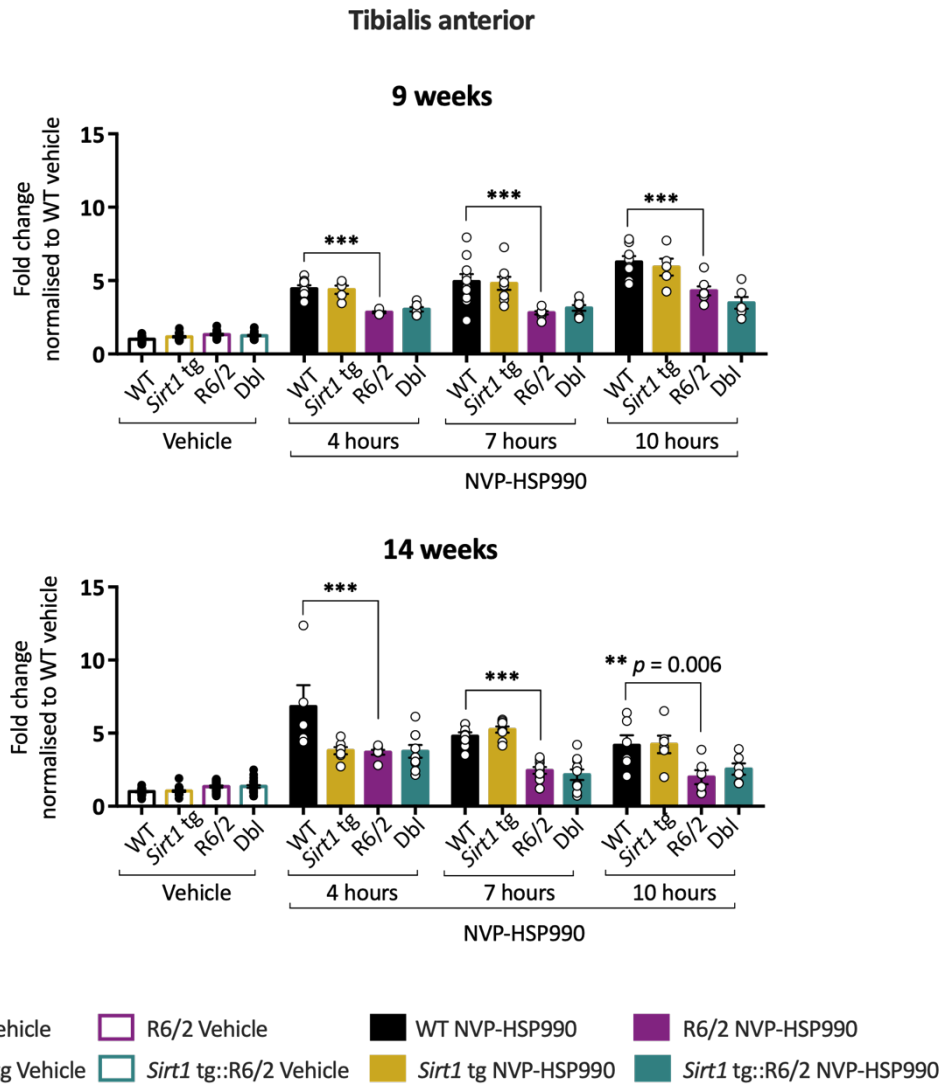 Tibialis anterior
9 weeks
Fold change
normalised to WT vehicle
15
10
5
0
***
***
***
WT
Sirt1 tg
R6/2
Dbl
WT
Sirt1 tg
R6/2
Dbl
WT
Sirt1 tg
R6/2
Dbl
WT
Sirt1 tg
R6/2
Dbl
Vehicle
4 hours
7 hours
10 hours
NVP-HSP990
14 weeks
Fold change
normalised to WT vehicle
15
10
5
0
***
***
** p = 0.006
WT
Sirt1 tg
R6/2
Dbl
WT
Sirt1 tg
R6/2
Dbl
WT
Sirt1 tg
R6/2
Dbl
WT
Sirt1 tg
R6/2
Dbl
Vehicle
4 hours
7 hours
10 hours
NVP-HSP990
ehicle
R6/2 Vehicle
WT NVP-HSP990
R6/2 NVP-HSP990
g Vehicle
Sirt1 tg::R6/2 Vehicle
Sirt1 tg NVP-HSP990
Sirt1 tg::R6/2 NVP-HSP990